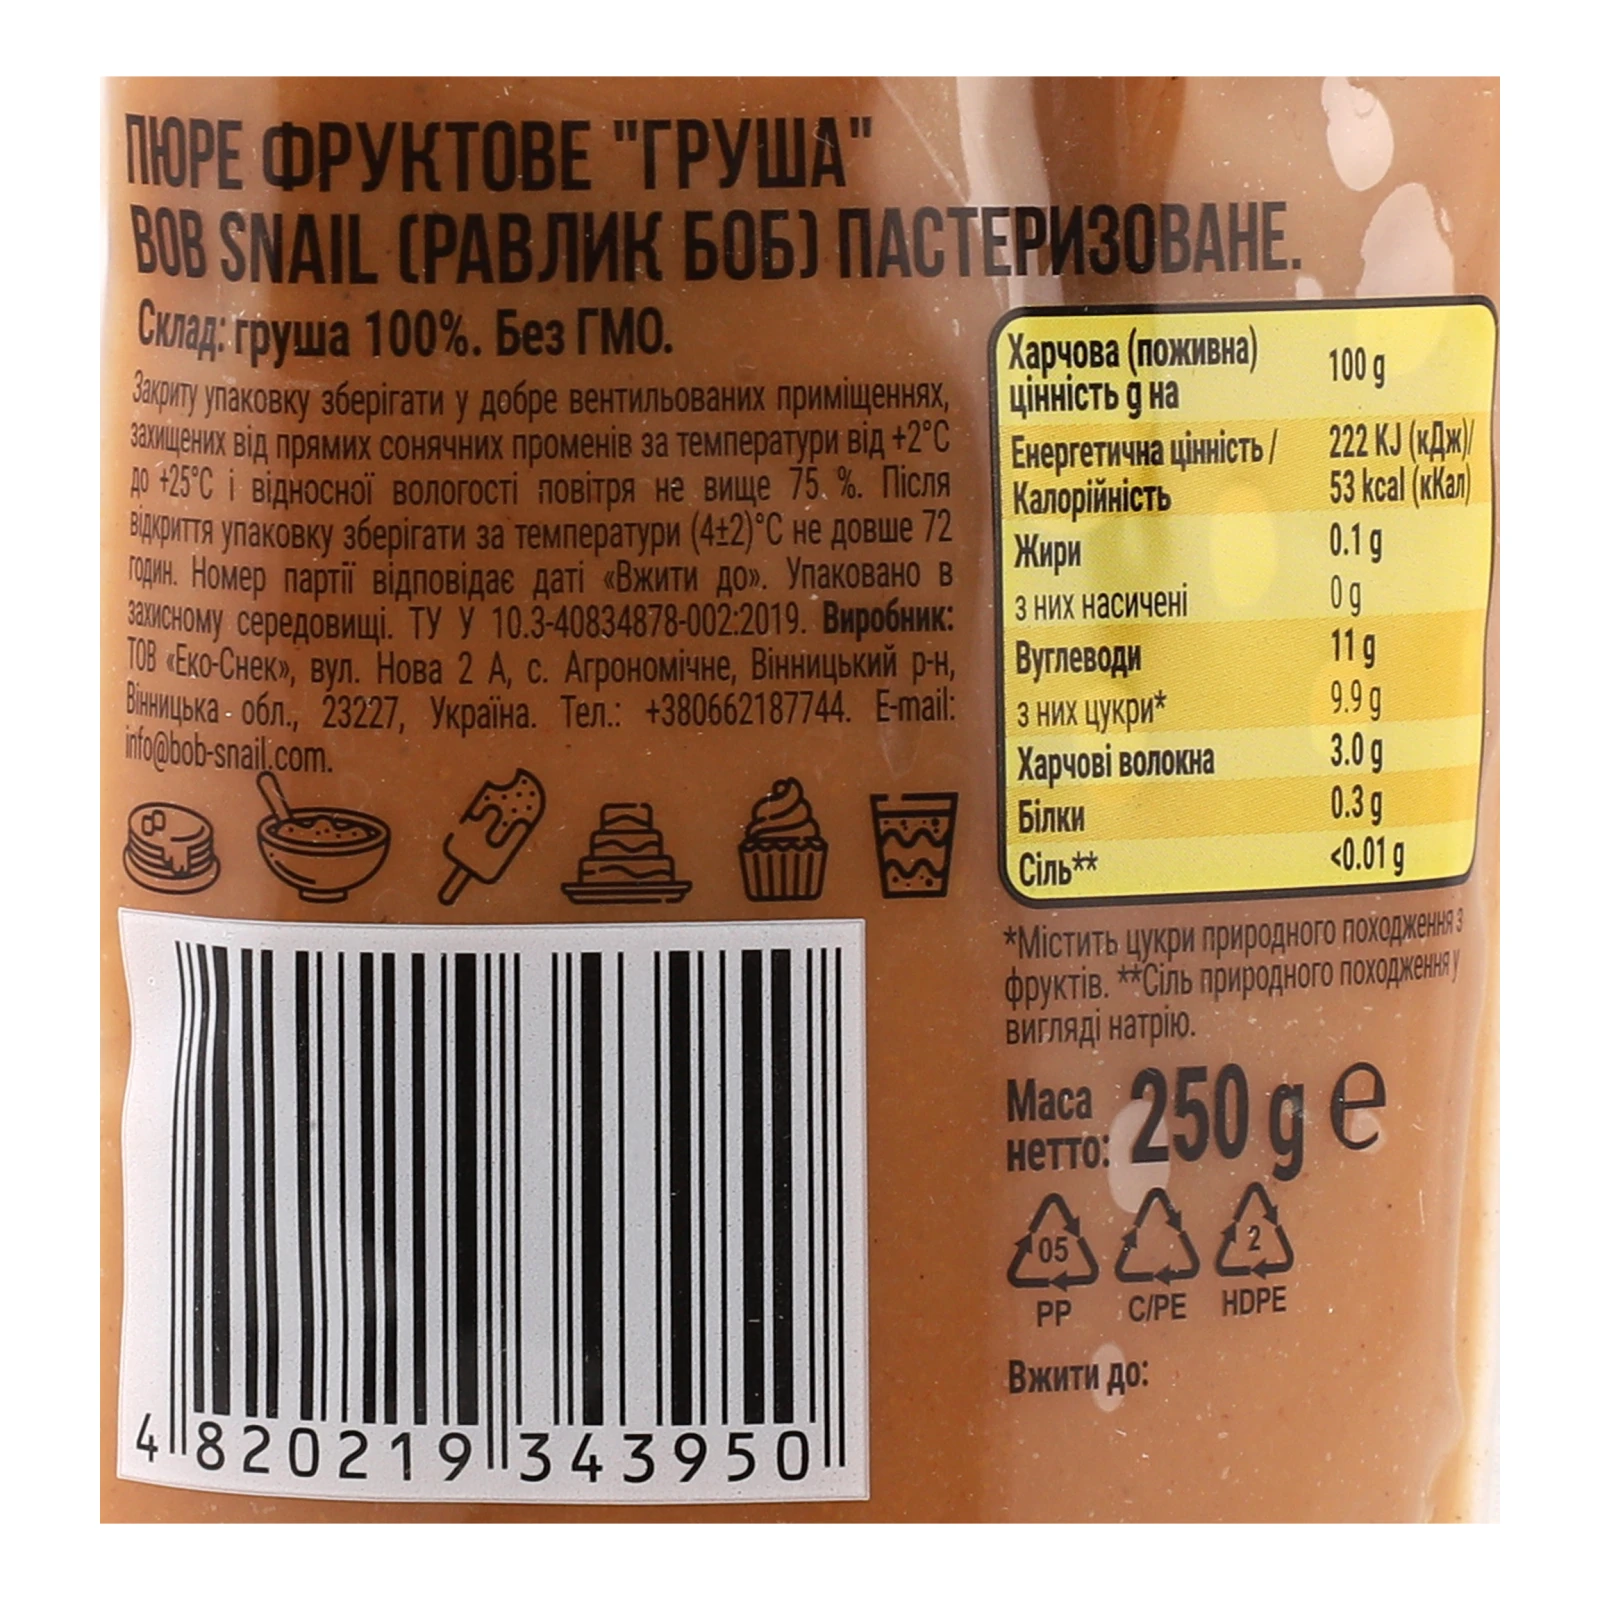 ПЮРЕ ФРУКТОВЕ "ГРУША"
BOB SNAIL (РАВЛИК БОБ) ПАСТЕРИЗОВАНЕ.
Склад: груша 100%. Без ГМО.
Закриту упаковку зберігати у добре вентильованих приміщеннях,
захищених від прямих сонячних променів за температури від +2°C
до +25°C і відносної вологості повітря не вище 75 %. Після
відкриття упаковку зберігати за температури (4±2)°C не довше 72
годин. Номер партії відповідає даті «Вжити до». Упаковано в
захисному середовищі. ТУ У 10.3-40834878-002:2019. Виробник:
ТОВ «Еко-Снек», вул. Нова 2 А, с. Агрономічне, Вінницький р-н,
Вінницька обл., 23227, Україна. Тел.: +380662187744. E-mail:
info@bob-snail.com.
Харчова (поживна)
цінність g на 100 g
Енергетична цінність / 222 KJ (кДж)/
Калорійність 53 kcal (кКал)
Жири 0.1 g
з них насичені 0 g
Вуглеводи 11 g
з них цукри* 9.9 g
Харчові волокна 3.0 g
Білки 0.3 g
Сіль** <0.01 g
*Містить цукри природного походження з
фруктів. **Сіль природного походження у
вигляді натрію.
Маса
нетто: 250 g e
05 2
PP C/PE HDPE
Вжити до:
4 820219 343950